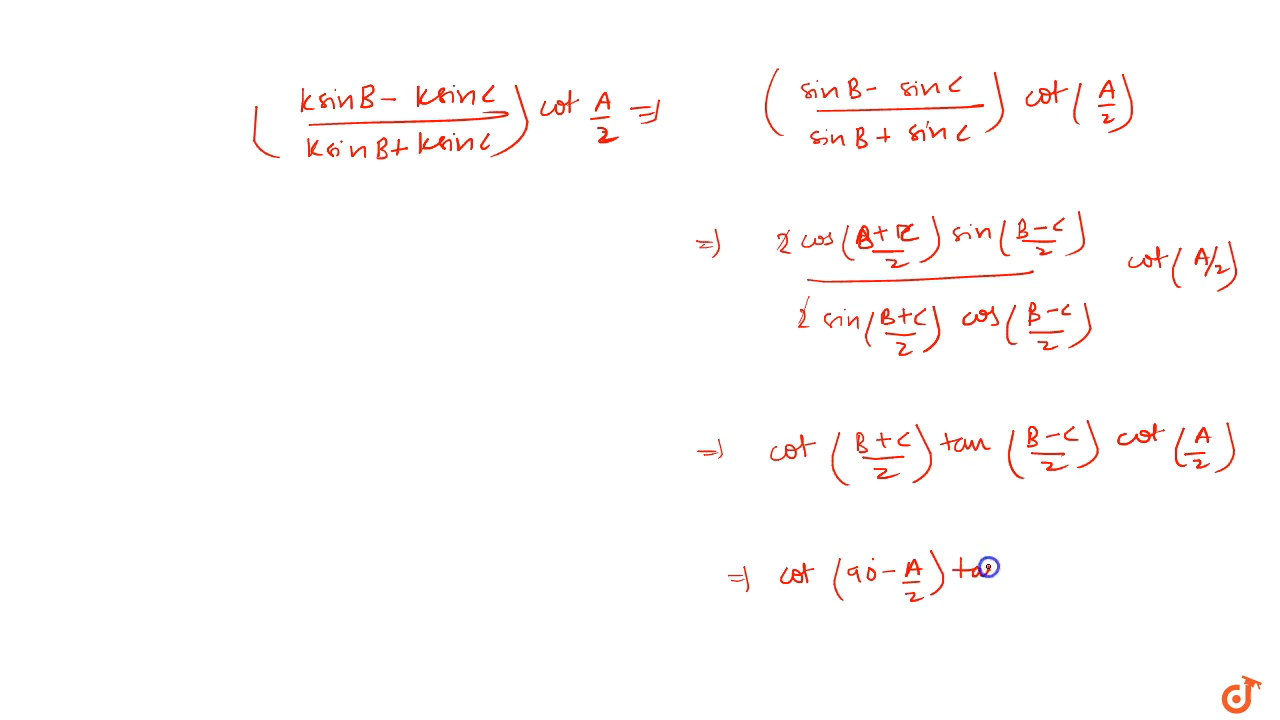 (k sin B - k sin C / k sin B + k sin C) cot A/2 ⇒ (sin B - sin C / sin B + sin C) cot (A/2)
⇒ 2 cos (B + C / 2) sin (B - C / 2) / 2 sin (B + C / 2) cos (B - C / 2) cot (A/2)
⇒ cot (B + C / 2) tan (B - C / 2) cot (A/2)
⇒ cot (90° - A/2) ta